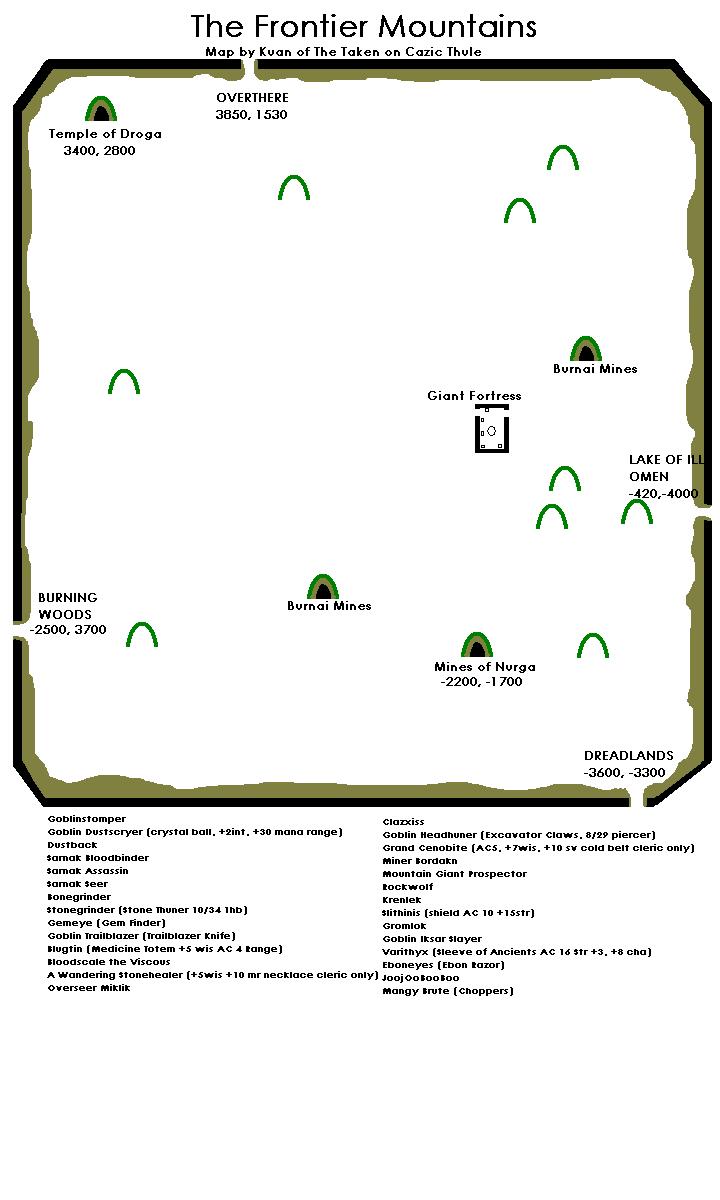 The Frontier Mountains
Map by Kuan of The Taken on Cazic Thule
OVERTHERE
3850, 1530
Temple of Droga
3400, 2800
Burnai Mines
Giant Fortress
LAKE OF ILL
OMEN
-420,-4000
BURNING
WOODS
-2500, 3700
Burnai Mines
Mines of Nurga
-2200, -1700
DREADLANDS
-3600, -3300
Goblinstomper
Goblin Dustscryer (crystal ball, +2int, +30 mana range)
Dustback
Sarnak Bloodbinder
Sarnak Assassin
Sarnak Seer
Bonegrinder
Stonegrinder (Stone Thuner 10/34 1hb)
Gemeye (Gem Finder)
Goblin Trailblazer (Trailblazer Knife)
Blugtin (Medicine Totem +5 wis AC 4 Range)
Bloodscale the Viscous
A Wandering Stonehealer (+5wis +10 mr necklace cleric only)
Overseer Miklik
Clazxiss
Goblin Headhuner (Excavator Claws, 8/29 piercer)
Grand Cenobite (AC5, +7wis, +10 sv cold belt cleric only)
Miner Bordakn
Mountain Giant Prospector
Rockwolf
Krenlek
Slithinis (shield AC 10 +15str)
Gromlok
Goblin Iksar Slayer
Varithyx (Sleeve of Ancients AC 16 Str +3, +8 cha)
Eboneyes (Ebon Razor)
JoojOoBooBoo
Mangy Brute (Choppers)